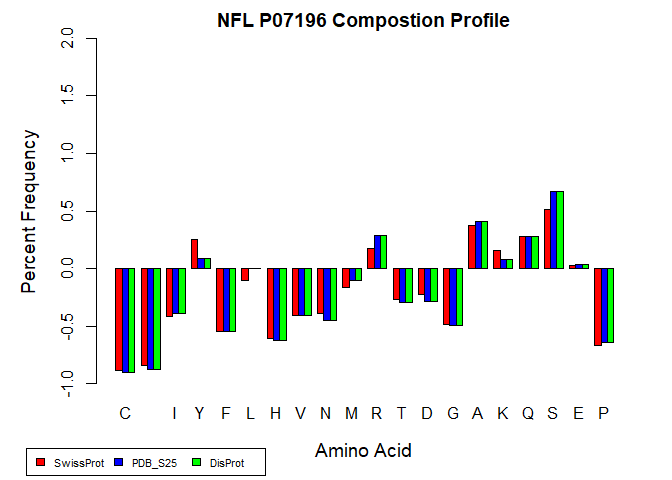 NFL P07196 Compostion Profile
2.0
1.5
1.0
0.5
0.0
−0.5
−1.0
Percent Frequency
C I Y F L H V N M R T D G A K Q S E P
Amino Acid
SwissProt PDB_S25 DisProt